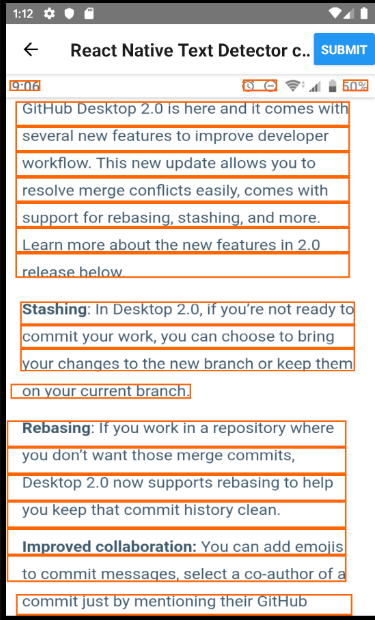 1:12
React Native Text Detector c..
SUBMIT
9:06
50%
GitHub Desktop 2.0 is here and it comes with
several new features to improve developer
workflow. This new update allows you to
resolve merge conflicts easily, comes with
support for rebasing, stashing, and more.
Learn more about the new features in 2.0
release below
Stashing: In Desktop 2.0, if you're not ready to
commit your work, you can choose to bring
your changes to the new branch or keep them
on your current branch.
Rebasing: If you work in a repository where
you don't want those merge commits,
Desktop 2.0 now supports rebasing to help
you keep that commit history clean.
Improved collaboration: You can add emojis
to commit messages, select a co-author of a
commit just by mentioning their GitHub